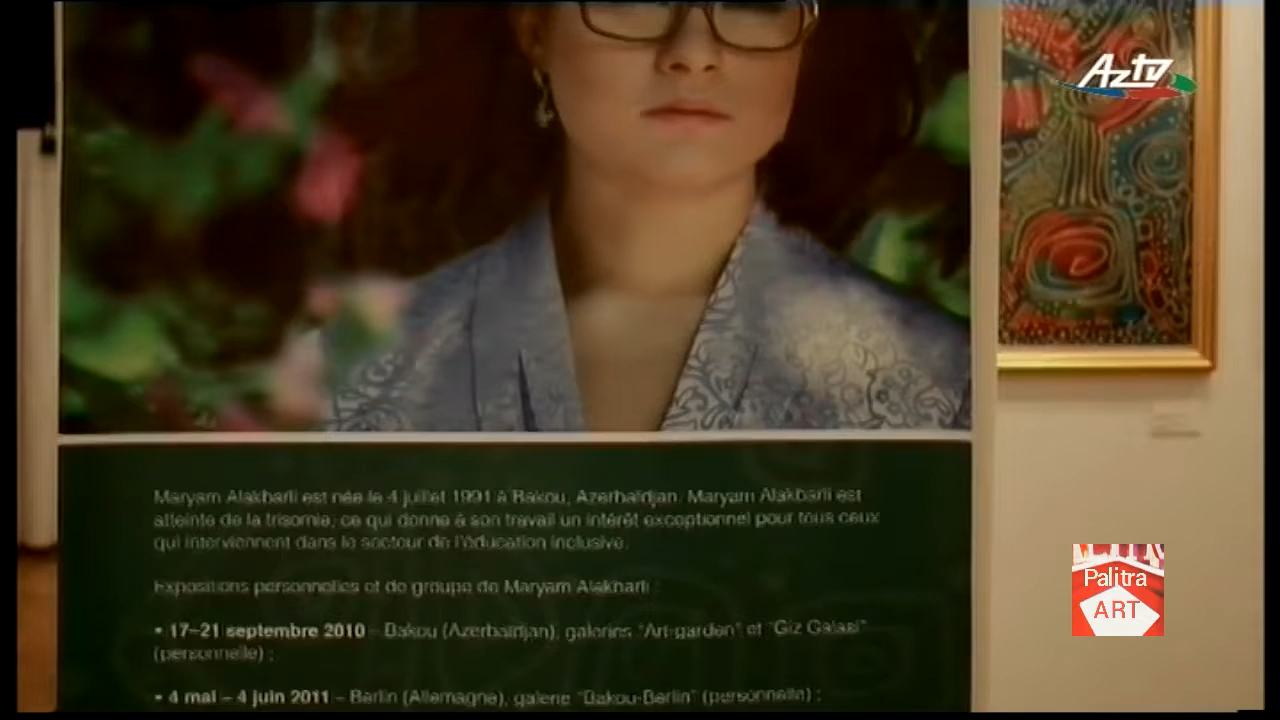 Aztv
Maryam Alakbarli est née le 4 juillet 1991 à Bakou, Azerbaïdjan. Maryam Alakbarli est
atteinte de la trisomie, ce qui donne à son travail un intérêt exceptionnel pour tous ceux
qui interviennent dans le secteur de l'éducation inclusive.
Expositions personnelles et de groupe de Maryam Alakbarli :
• 17–21 septembre 2010 – Bakou (Azerbaïdjan), galeries "Art-garden" et "Giz Galasi"
(personnelle) ;
• 4 mai – 4 juin 2011 – Berlin (Allemagne), galerie "Bakou-Berlin" (personnelle) ;
Palitra
ART